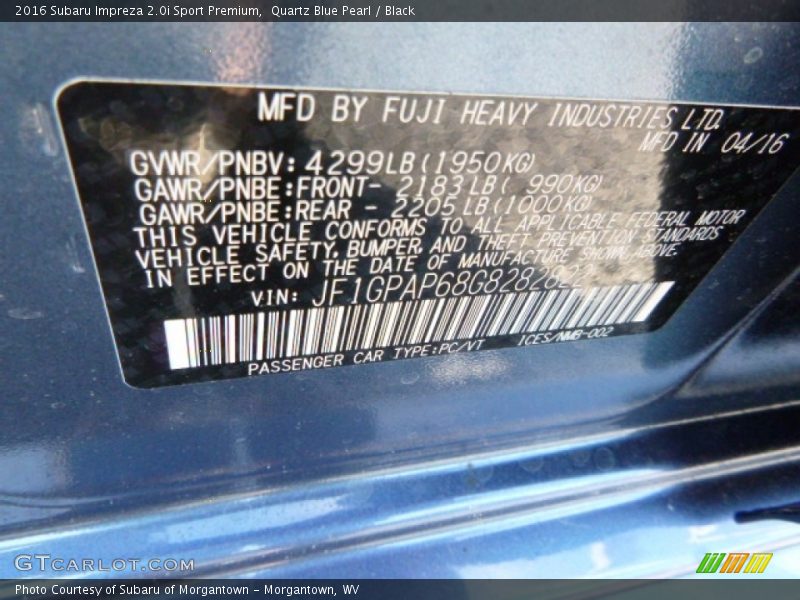 2016 Subaru Impreza 2.0i Sport Premium,  Quartz Blue Pearl / Black
MFD BY FUJI HEAVY INDUSTRIES LTD.
MFD IN 04/16
GVWR/PNBV: 4299LB(1950KG)
GAWR/PNBE:FRONT- 2183LB( 990KG)
GAWR/PNBE:REAR - 2205LB(1000KG)
THIS VEHICLE CONFORMS TO ALL APPLICABLE FEDERAL MOTOR
VEHICLE SAFETY, BUMPER, AND THEFT PREVENTION STANDARDS
IN EFFECT ON THE DATE OF MANUFACTURE SHOWN ABOVE.
VIN:
PASSENGER CAR TYPE:PC/VT ICES/NMB-002
GTCARLOT.COM
Photo Courtesy of Subaru of Morgantown - Morgantown, WV